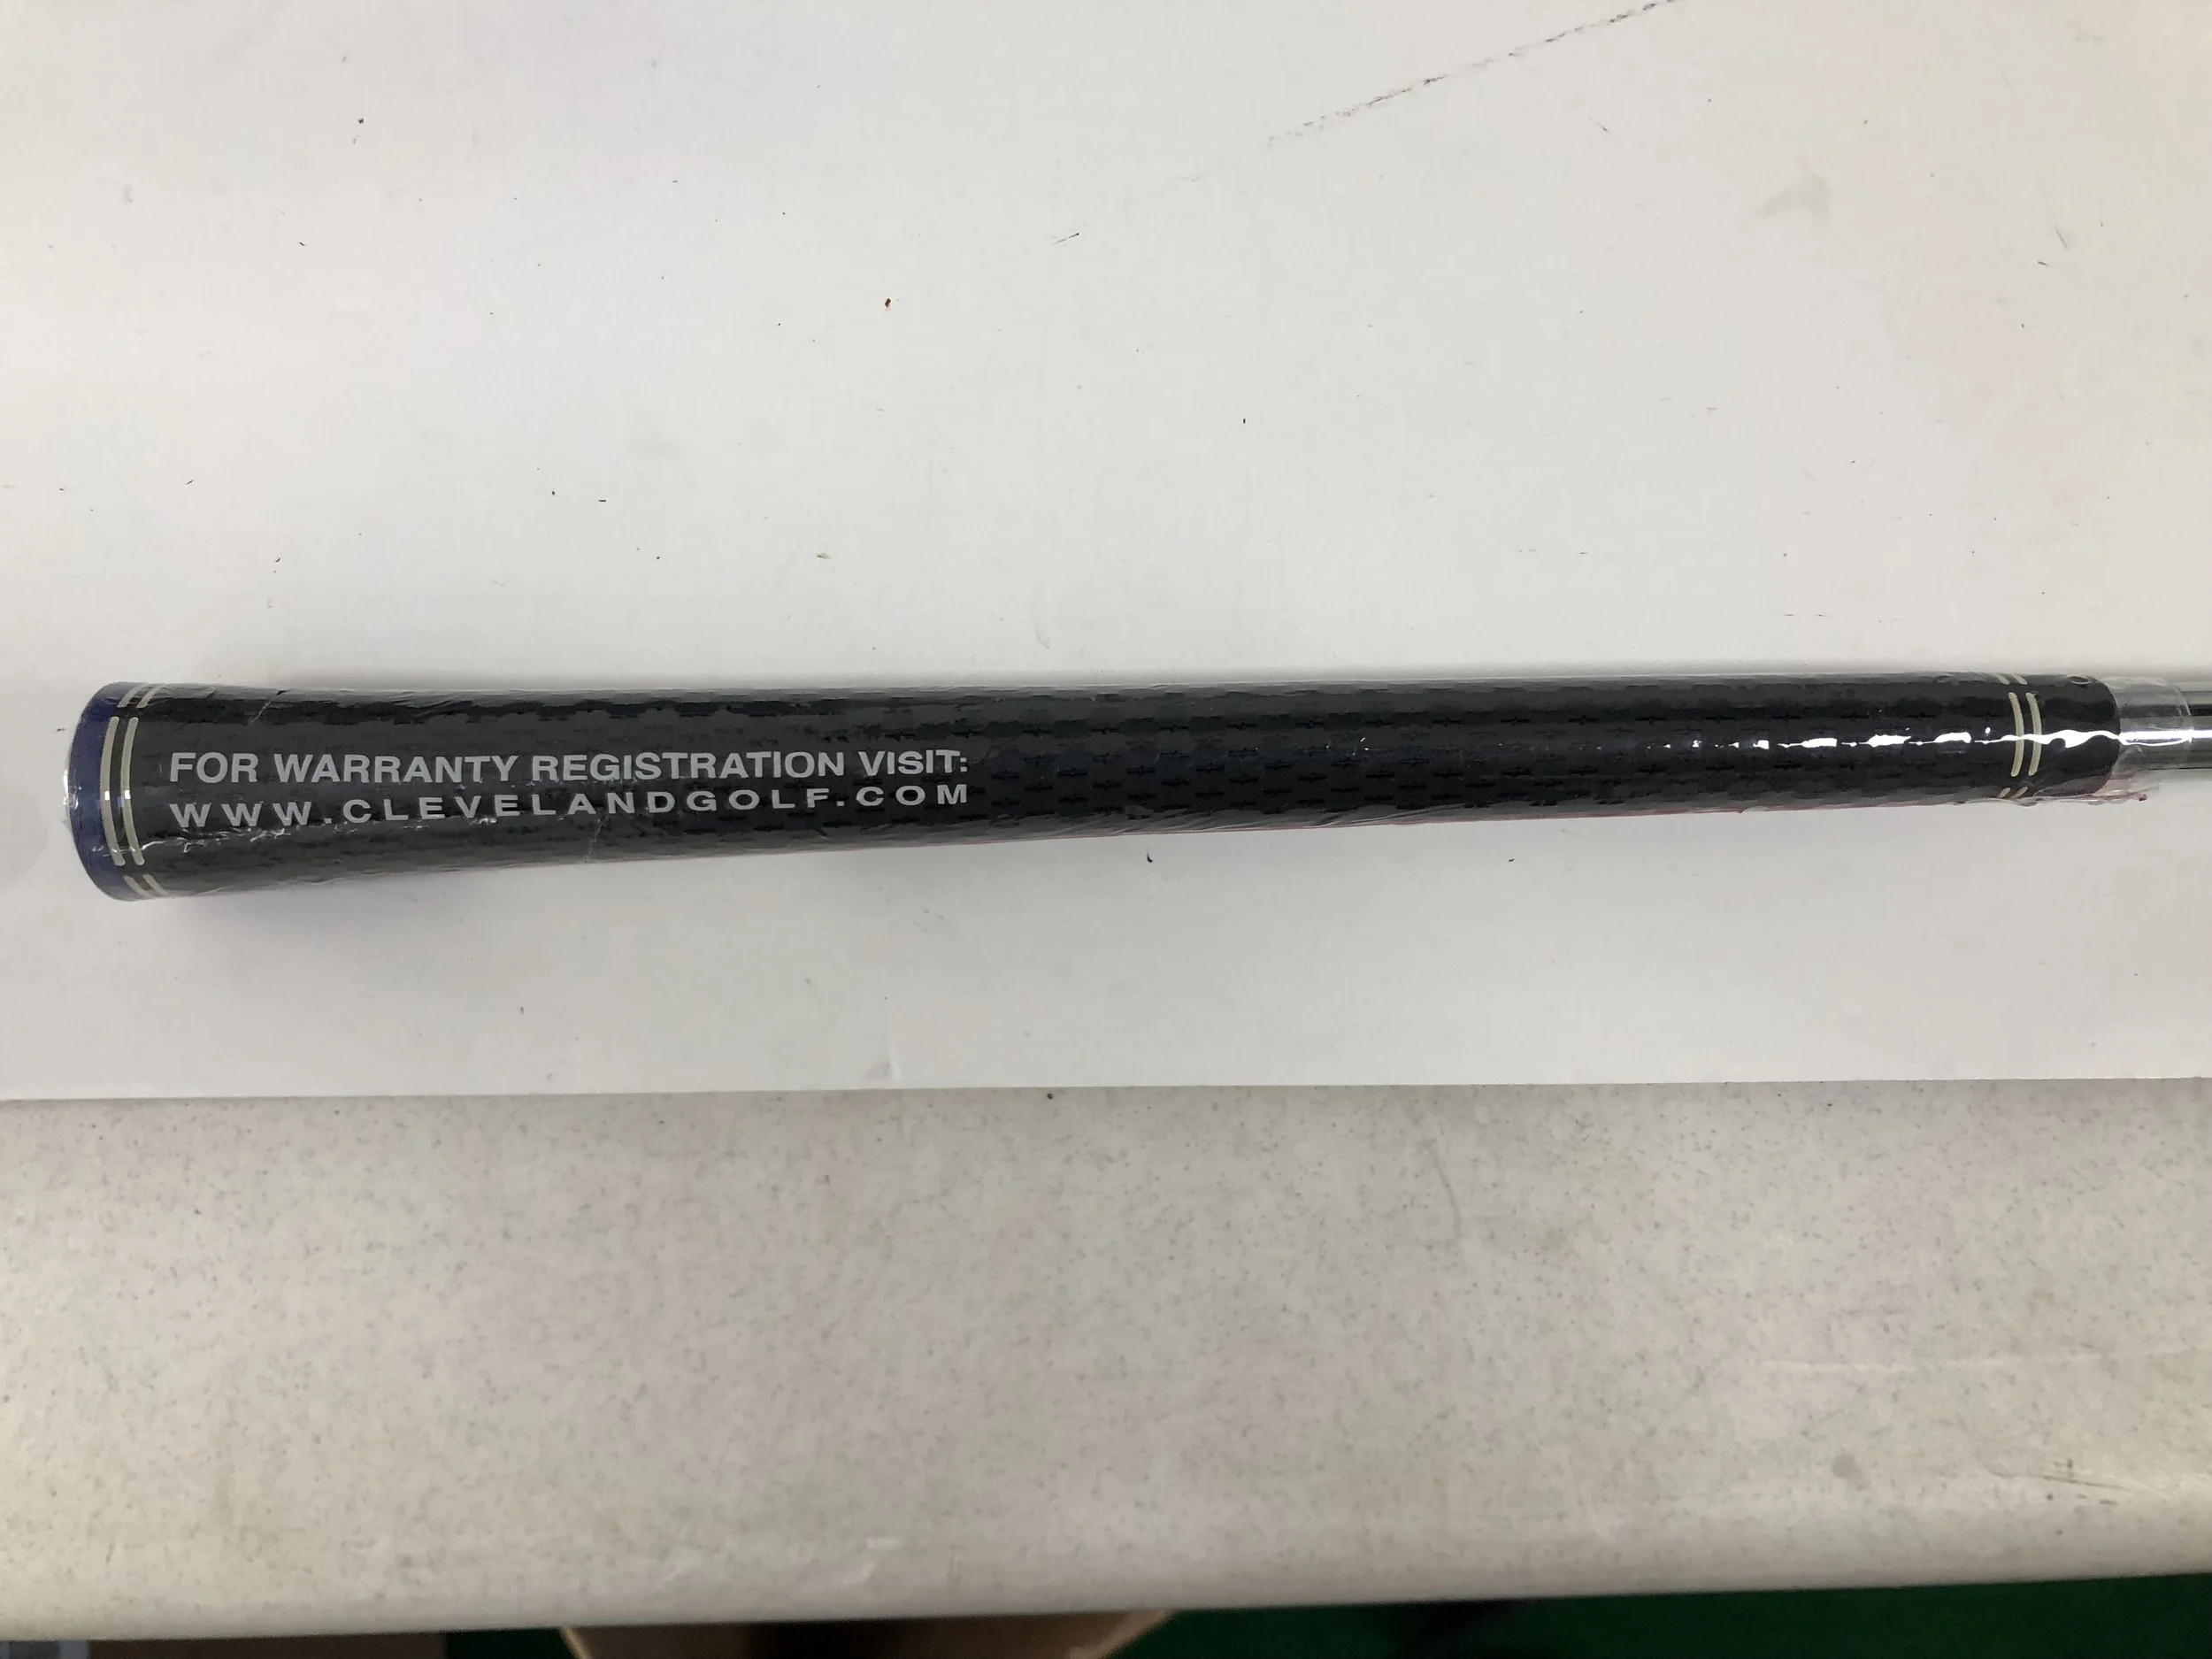 FOR WARRANTY REGISTRATION VISIT:
WWW.CLEVELANDGOLF.COM